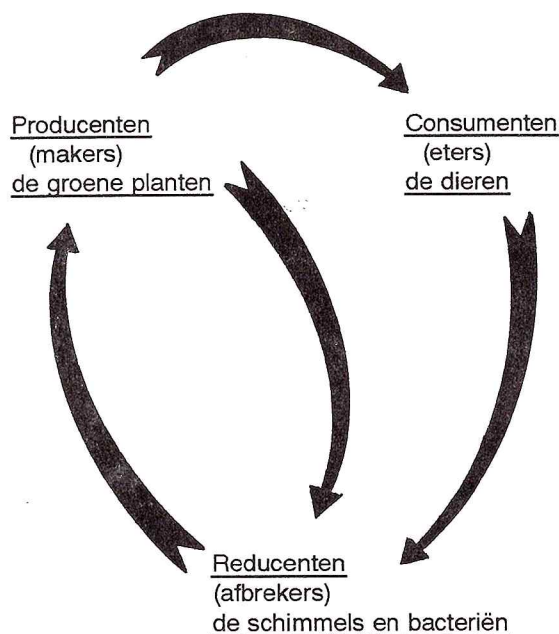 Producenten
(makers)
de groene planten
Consumenten
(eters)
de dieren
Reducenten
(afbrekers)
de schimmels en bacteriën